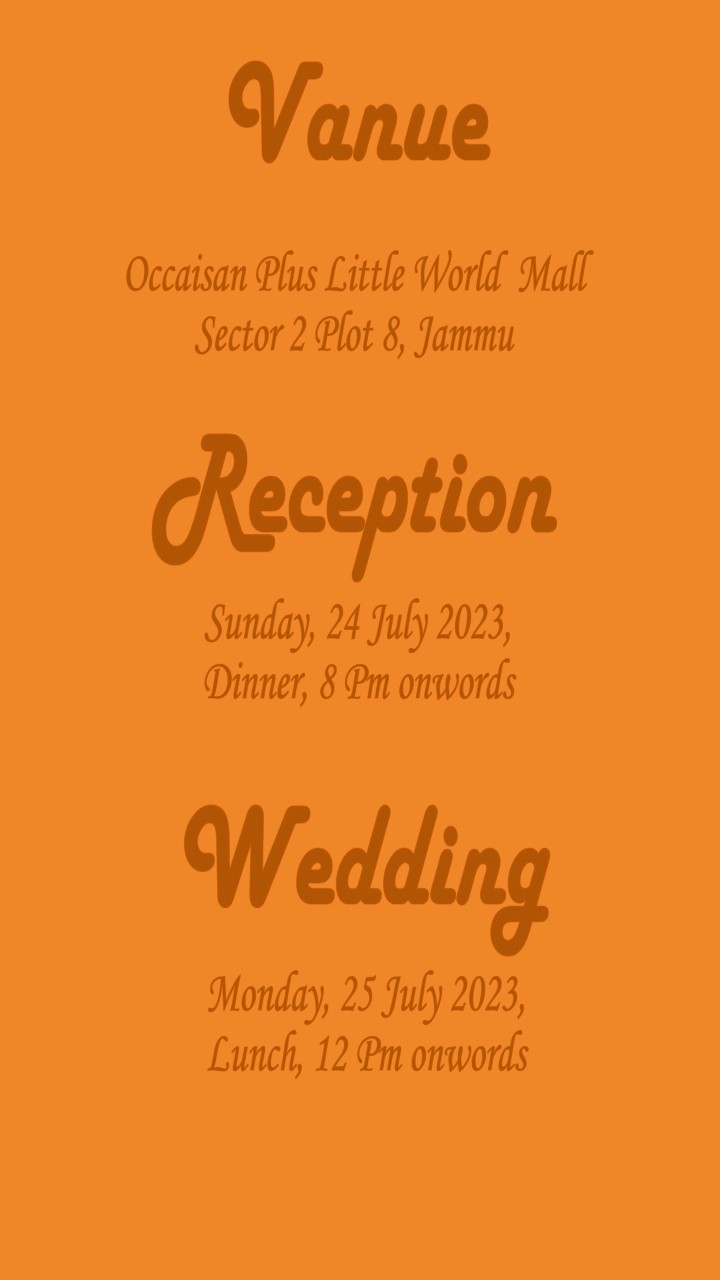 Vanue
Occaisan Plus Little World Mall
Sector 2 Plot 8, Jammu
Reception
Sunday, 24 July 2023,
Dinner, 8 Pm onwords
Wedding
Monday, 25 July 2023,
Lunch, 12 Pm onwords